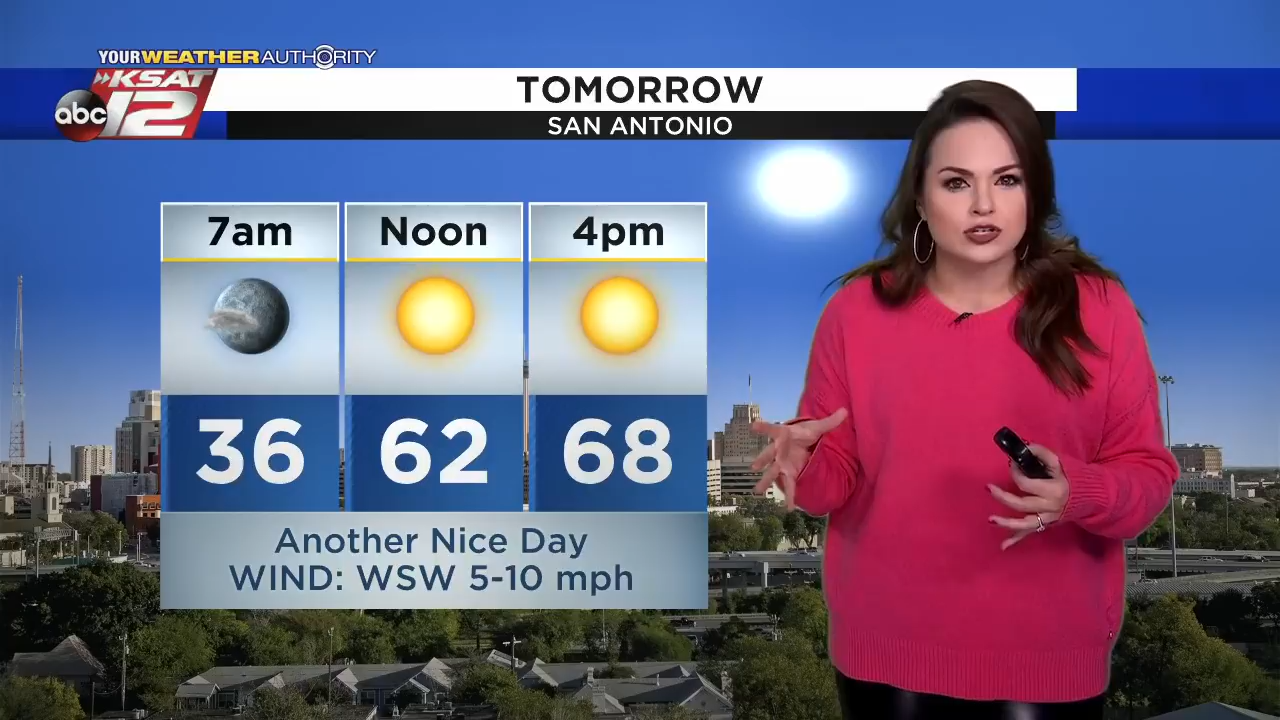 YOURWEATHERAUTHORITY
KSAT
abc 12
TOMORROW
SAN ANTONIO
7am Noon 4pm
36 62 68
Another Nice Day
WIND: WSW 5-10 mph